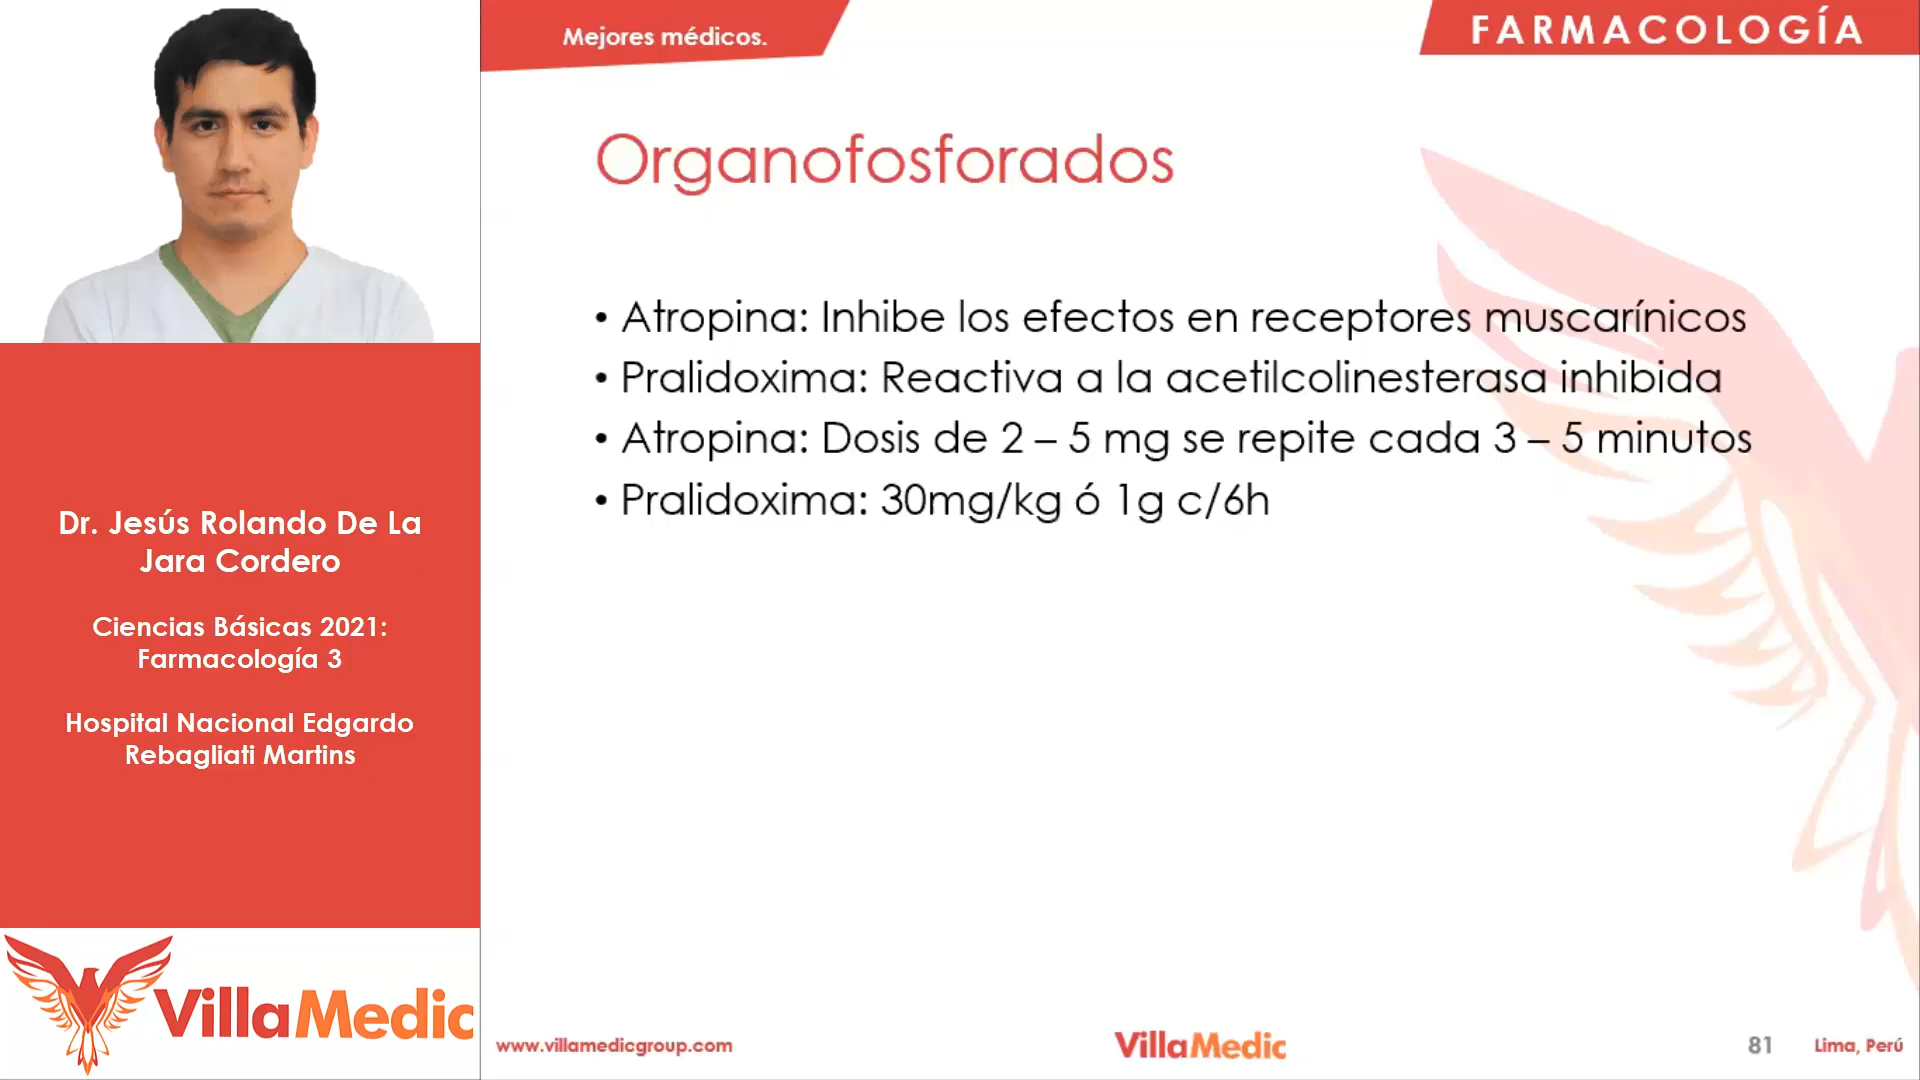 Mejores médicos.
FARMACOLOGÍA
Organofosforados
• Atropina: Inhibe los efectos en receptores muscarínicos
• Pralidoxima: Reactiva a la acetilcolinesterasa inhibida
• Atropina: Dosis de 2 – 5 mg se repite cada 3 – 5 minutos
• Pralidoxima: 30mg/kg ó 1g c/6h
Dr. Jesús Rolando De La
Jara Cordero
Ciencias Básicas 2021:
Farmacología 3
Hospital Nacional Edgardo
Rebagliati Martins
VillaMedic
www.villamedicgroup.com
VillaMedic
81
Lima, Perú